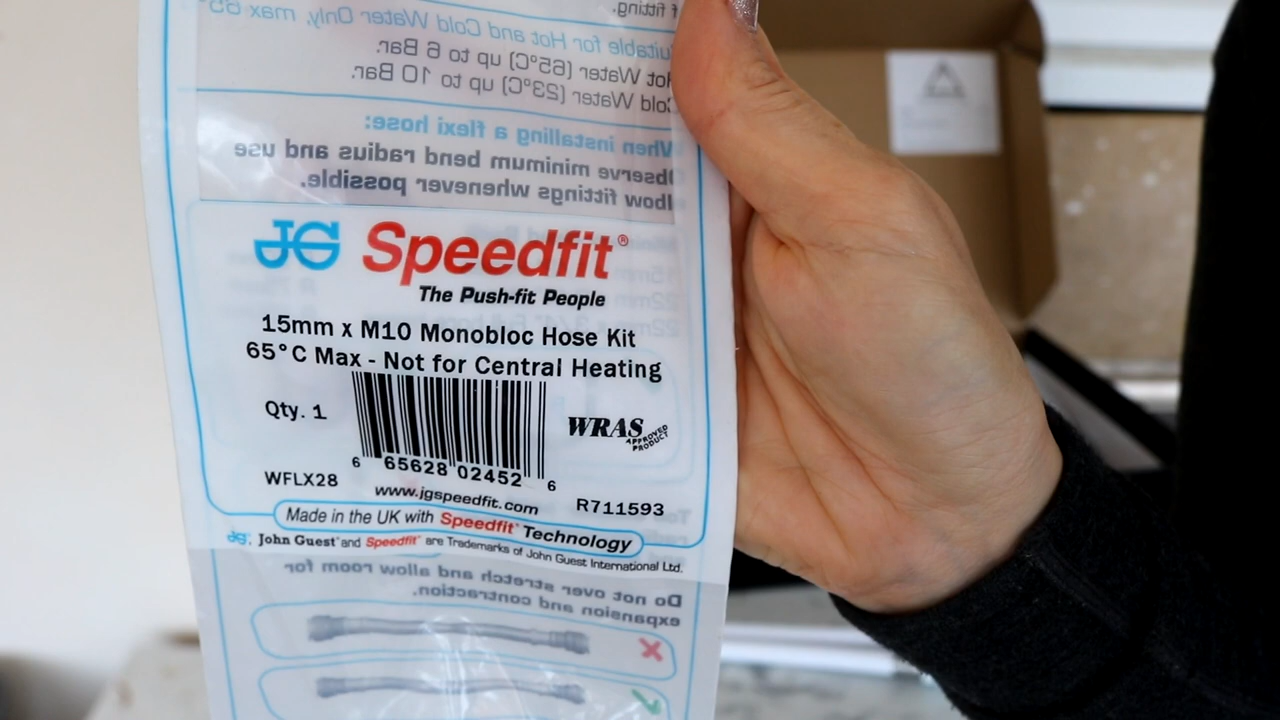 f fitting.
uitable for Hot and Cold Water Only, max 65°
ot Water (65°C) up to 6 Bar.
Cold Water (23°C) up to 10 Bar.
When installing a flexi hose:
Observe minimum bend radius and use
elbow fittings whenever possible.
JG Speedfit®
The Push-fit People
15mm x M10 Monobloc Hose Kit
65°C Max - Not for Central Heating
Qty. 1
WRAS APPROVED PRODUCT
6 65628 02452 6
WFLX28
www.jgspeedfit.com
R711593
Made in the UK with Speedfit® Technology
JG, John Guest® and Speedfit® are Trademarks of John Guest International Ltd.
Do not over stretch and allow room for
expansion and contraction.